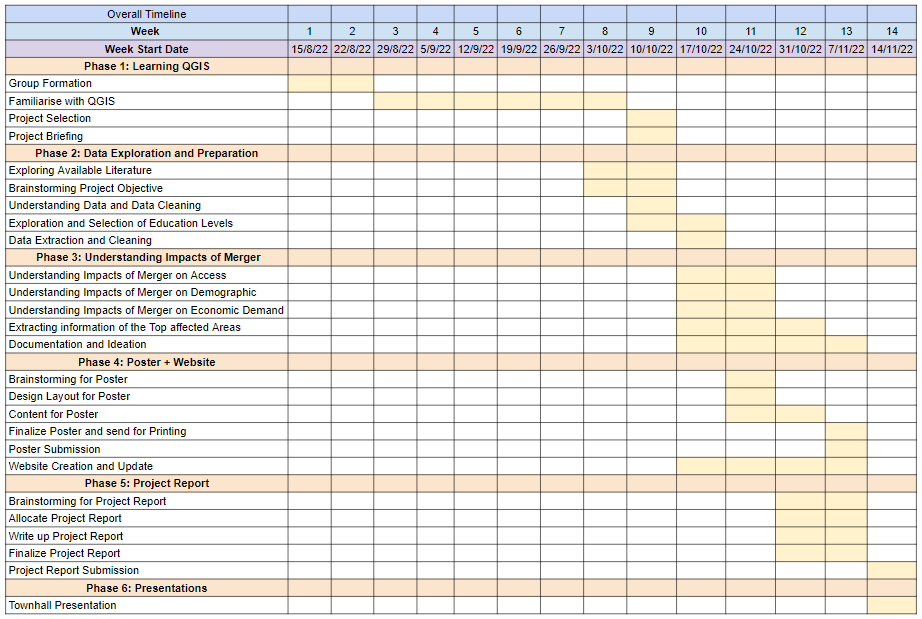 Overall Timeline
Week 1 2 3 4 5 6 7 8 9 10 11 12 13 14
Week Start Date 15/8/22 22/8/22 29/8/22 5/9/22 12/9/22 19/9/22 26/9/22 3/10/22 10/10/22 17/10/22 24/10/22 31/10/22 7/11/22 14/11/22
Phase 1: Learning QGIS
Group Formation
Familiarise with QGIS
Project Selection
Project Briefing
Phase 2: Data Exploration and Preparation
Exploring Available Literature
Brainstorming Project Objective
Understanding Data and Data Cleaning
Exploration and Selection of Education Levels
Data Extraction and Cleaning
Phase 3: Understanding Impacts of Merger
Understanding Impacts of Merger on Access
Understanding Impacts of Merger on Demographic
Understanding Impacts of Merger on Economic Demand
Extracting information of the Top affected Areas
Documentation and Ideation
Phase 4: Poster + Website
Brainstorming for Poster
Design Layout for Poster
Content for Poster
Finalize Poster and send for Printing
Poster Submission
Website Creation and Update
Phase 5: Project Report
Brainstorming for Project Report
Allocate Project Report
Write up Project Report
Finalize Project Report
Project Report Submission
Phase 6: Presentations
Townhall Presentation